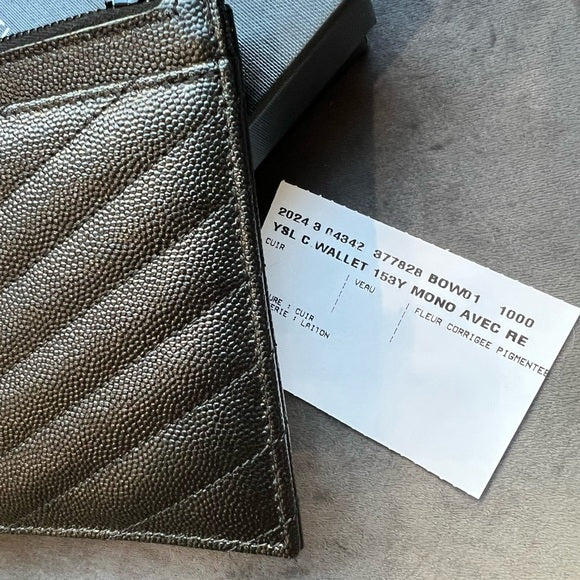 2024 3 04342 377828 BOW01 1000
YSL C.WALLET 153Y MONO AVEC RE
CUIR VEAU FLEUR CORRIGEE PIGMENTEE
URE : CUIR
ERIE : LAITON